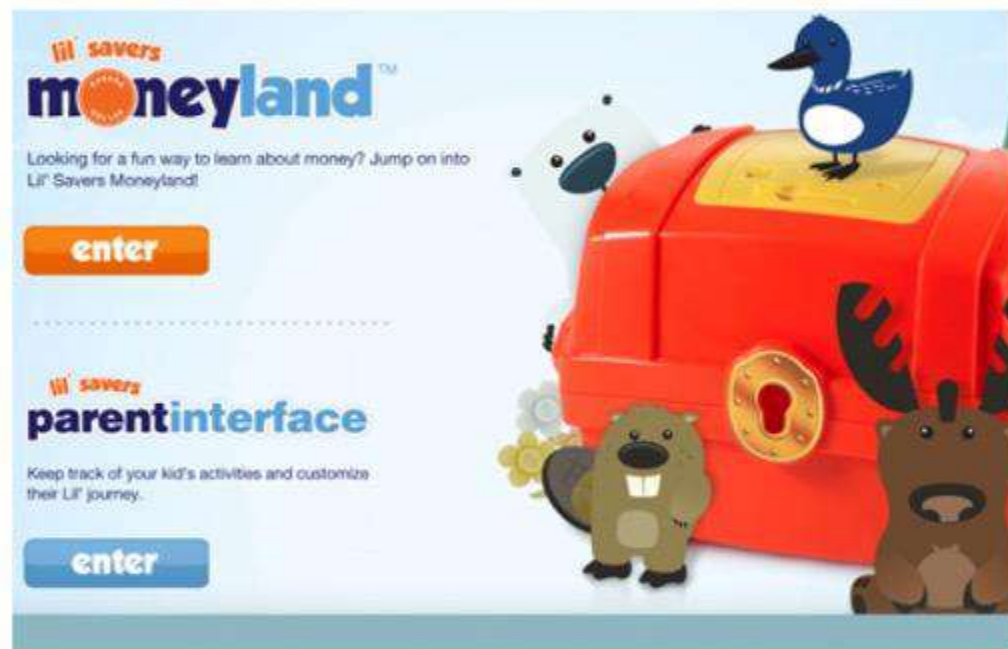 lil' savers
moneyland™
Looking for a fun way to learn about money? Jump on into
Lil' Savers Moneyland!
enter
lil' savers
parentinterface
Keep track of your kid's activities and customize
their Lil' journey.
enter